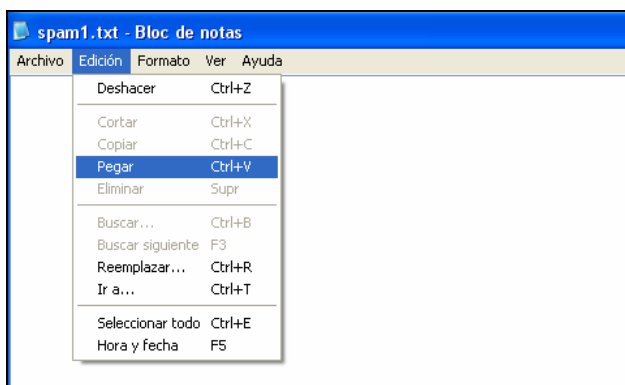 spam1.txt - Bloc de notas
Archivo Edición Formato Ver Ayuda
Deshacer Ctrl+Z
Cortar Ctrl+X
Copiar Ctrl+C
Pegar Ctrl+V
Eliminar Supr
Buscar... Ctrl+B
Buscar siguiente F3
Reemplazar... Ctrl+R
Ir a... Ctrl+T
Seleccionar todo Ctrl+E
Hora y fecha F5